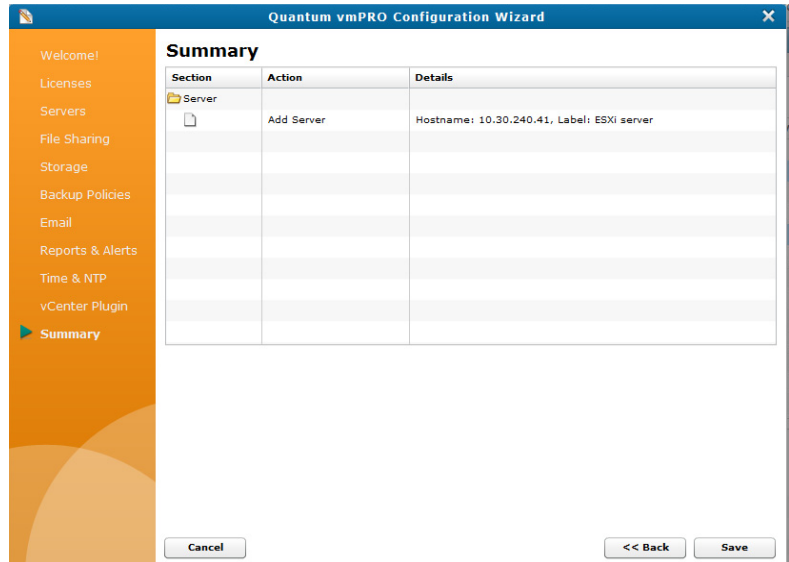 Quantum vmPRO Configuration Wizard
Welcome!
Licenses
Servers
File Sharing
Storage
Backup Policies
Email
Reports & Alerts
Time & NTP
vCenter Plugin
Summary
Summary
Section Action Details
Server
Add Server Hostname: 10.30.240.41, Label: ESXi server
Cancel << Back Save